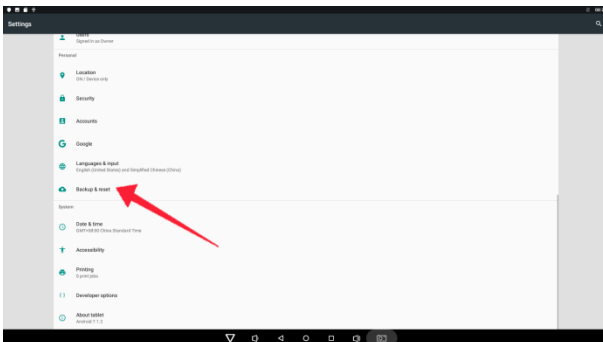 Settings
Users
Signed in as Owner
Personal
Location
ON / Device only
Security
Accounts
Google
Languages & input
English (United States) and Simplified Chinese (China)
Backup & reset
System
Date & time
GMT+08:00 China Standard Time
Accessibility
Printing
0 print jobs
Developer options
About tablet
Android 7.1.2